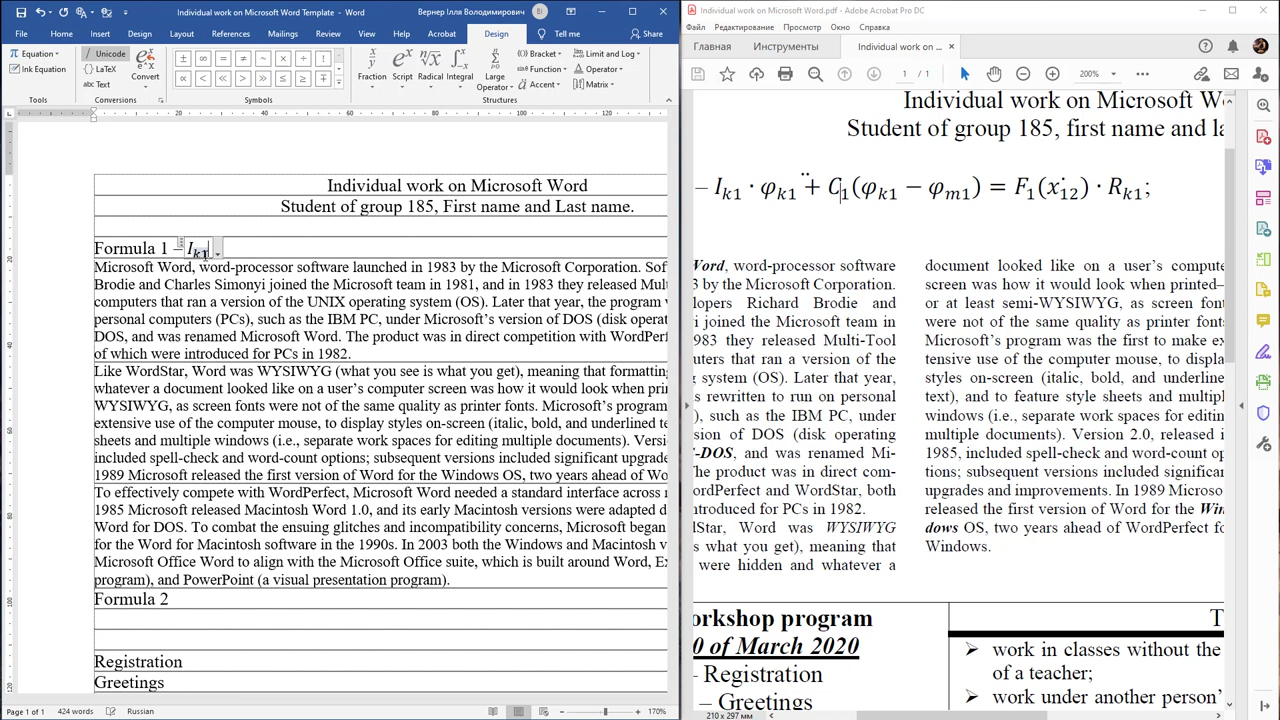 Individual work on Microsoft Word Template - Word
Вернер Ілля Володимирович
ВІ
File Home Insert Draw Design Layout References Mailings Review View Help Acrobat Design Tell me Share
Equation
Ink Equation
Unicode
LaTeX
Text
Convert
± ∞ = ≠ ~ × ÷ !
∝ < ≪ > ≫ ≤ ≥ ∓
Fraction Script Radical Integral Large Operator
Bracket
Function
Accent
Limit and Log
Operator
Matrix
Tools Conversions Symbols Structures
20 40 60 80 100 120
Individual work on Microsoft Word
Student of group 185, First name and Last name.
Formula 1 – I_k1
Microsoft Word, word-processor software launched in 1983 by the Microsoft Corporation. Sof
Brodie and Charles Simonyi joined the Microsoft team in 1981, and in 1983 they released Mult
computers that ran a version of the UNIX operating system (OS). Later that year, the program w
personal computers (PCs), such as the IBM PC, under Microsoft’s version of DOS (disk operat
DOS, and was renamed Microsoft Word. The product was in direct competition with WordPerf
of which were introduced for PCs in 1982.
Like WordStar, Word was WYSIWYG (what you see is what you get), meaning that formatting
whatever a document looked like on a user’s computer screen was how it would look when prin
WYSIWYG, as screen fonts were not of the same quality as printer fonts. Microsoft’s program
extensive use of the computer mouse, to display styles on-screen (italic, bold, and underlined te
sheets and multiple windows (i.e., separate work spaces for editing multiple documents). Versi
included spell-check and word-count options; subsequent versions included significant upgrade
1989 Microsoft released the first version of Word for the Windows OS, two years ahead of Wo
To effectively compete with WordPerfect, Microsoft Word needed a standard interface across r
1985 Microsoft released Macintosh Word 1.0, and its early Macintosh versions were adapted d
Word for DOS. To combat the ensuing glitches and incompatibility concerns, Microsoft began
for the Word for Macintosh software in the 1990s. In 2003 both the Windows and Macintosh v
Microsoft Office Word to align with the Microsoft Office suite, which is built around Word, Ex
program), and PowerPoint (a visual presentation program).
Formula 2
Registration
Greetings
Page 1 of 1 424 words Russian 170%
Individual work on Microsoft Word.pdf - Adobe Acrobat Pro DC
Файл Редактирование Просмотр Окно Справка
Главная Инструменты Individual work on ... ×
1 / 1 200%
Individual work on Microsoft W
Student of group 185, first name and la
– I_k1 · φ_k1 + C_1(φ_k1 − φ_m1) = F_1(ẋ_12) · R_k1;
Word, word-processor software
3 by the Microsoft Corporation.
lopers Richard Brodie and
yi joined the Microsoft team in
983 they released Multi-Tool
uters that ran a version of the
g system (OS). Later that year,
as rewritten to run on personal
), such as the IBM PC, under
rsion of DOS (disk operating
-DOS, and was renamed Mi-
The product was in direct com-
ordPerfect and WordStar, both
ntroduced for PCs in 1982.
dStar, Word was WYSIWYG
s what you get), meaning that
were hidden and whatever a
document looked like on a user’s compute
screen was how it would look when printed–
or at least semi-WYSIWYG, as screen font
were not of the same quality as printer fonts
Microsoft’s program was the first to make ex
tensive use of the computer mouse, to display
styles on-screen (italic, bold, and underline
text), and to feature style sheets and multipl
windows (i.e., separate work spaces for editing
multiple documents). Version 2.0, released i
1985, included spell-check and word-count op
tions; subsequent versions included significan
upgrades and improvements. In 1989 Microso
released the first version of Word for the Win
dows OS, two years ahead of WordPerfect fo
Windows.
orkshop program
0 of March 2020
– Registration
– Greetings
T
➢ work in classes without the
of a teacher;
➢ work under another person’
210 x 297 мм